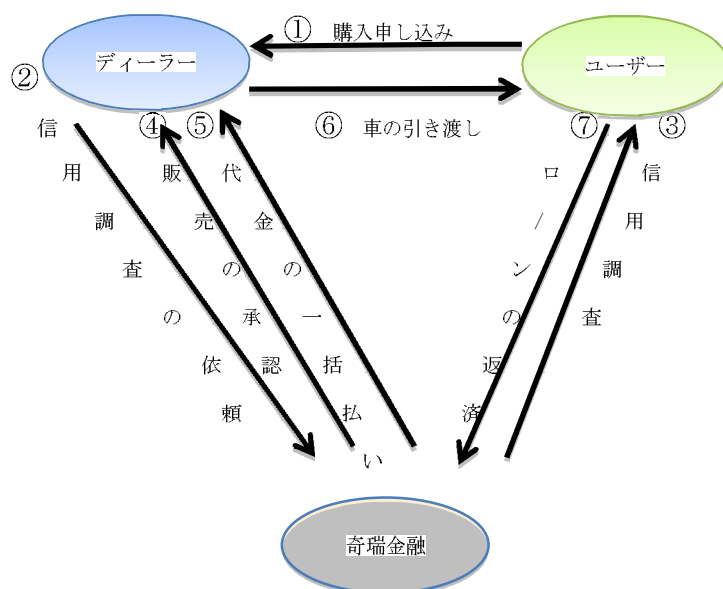 ① 購入申し込み
ディーラー
ユーザー
②
④ ⑤ ⑥ 車の引き渡し ⑦ ③
信用調査の依頼
販売の承認
代金の一括払い
ローンの返済
信用調査
奇瑞金融